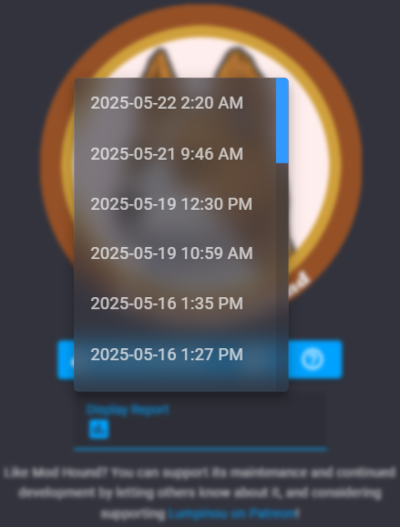 2025-05-22 2:20 AM
2025-05-21 9:46 AM
2025-05-19 12:30 PM
2025-05-19 10:59 AM
nd
2025-05-16 1:35 PM
2025-05-16 1:27 PM
Display Report
Like Mod Hound? You can support its maintenance and continued
development by letting others know about it, and considering
supporting Lumpinou on Patreon!